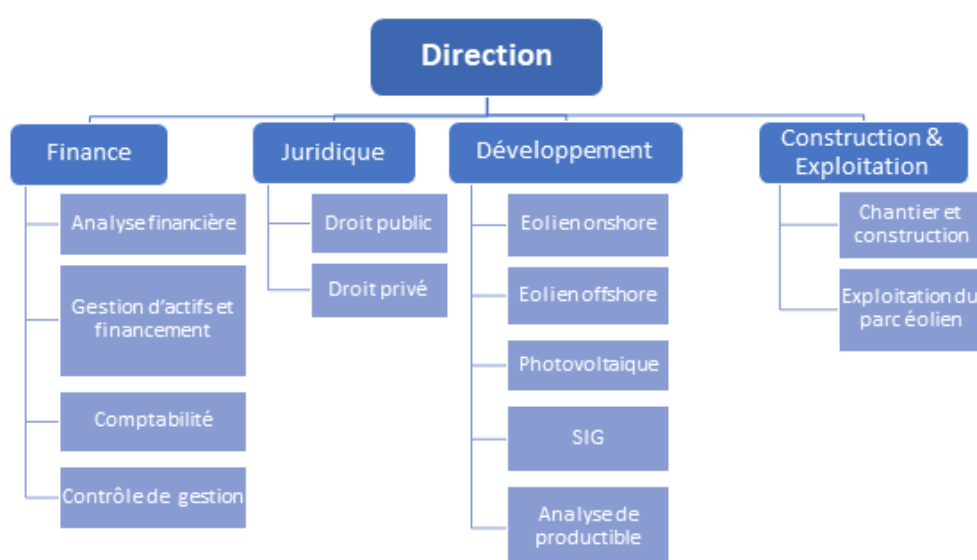 Direction
Finance
Analyse financière
Gestion d'actifs et
financement
Comptabilité
Contrôle de gestion
Juridique
Droit public
Droit privé
Développement
Eolien onshore
Eolien offshore
Photovoltaique
SIG
Analyse de
productible
Construction &
Exploitation
Chantier et
construction
Exploitation du
parc éolien